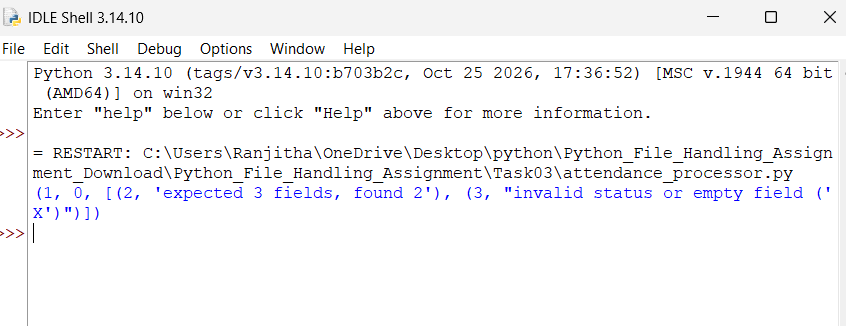 IDLE Shell 3.14.10
File Edit Shell Debug Options Window Help
Python 3.14.10 (tags/v3.14.10:b703b2c, Oct 25 2026, 17:36:52) [MSC v.1944 64 bit
(AMD64)] on win32
Enter "help" below or click "Help" above for more information.
>>>
= RESTART: C:\Users\Ranjitha\OneDrive\Desktop\python\Python_File_Handling_Assign
ment_Download\Python_File_Handling_Assignment\Task03\attendance_processor.py
(1, 0, [(2, 'expected 3 fields, found 2'), (3, "invalid status or empty field ('
X')")])
>>>